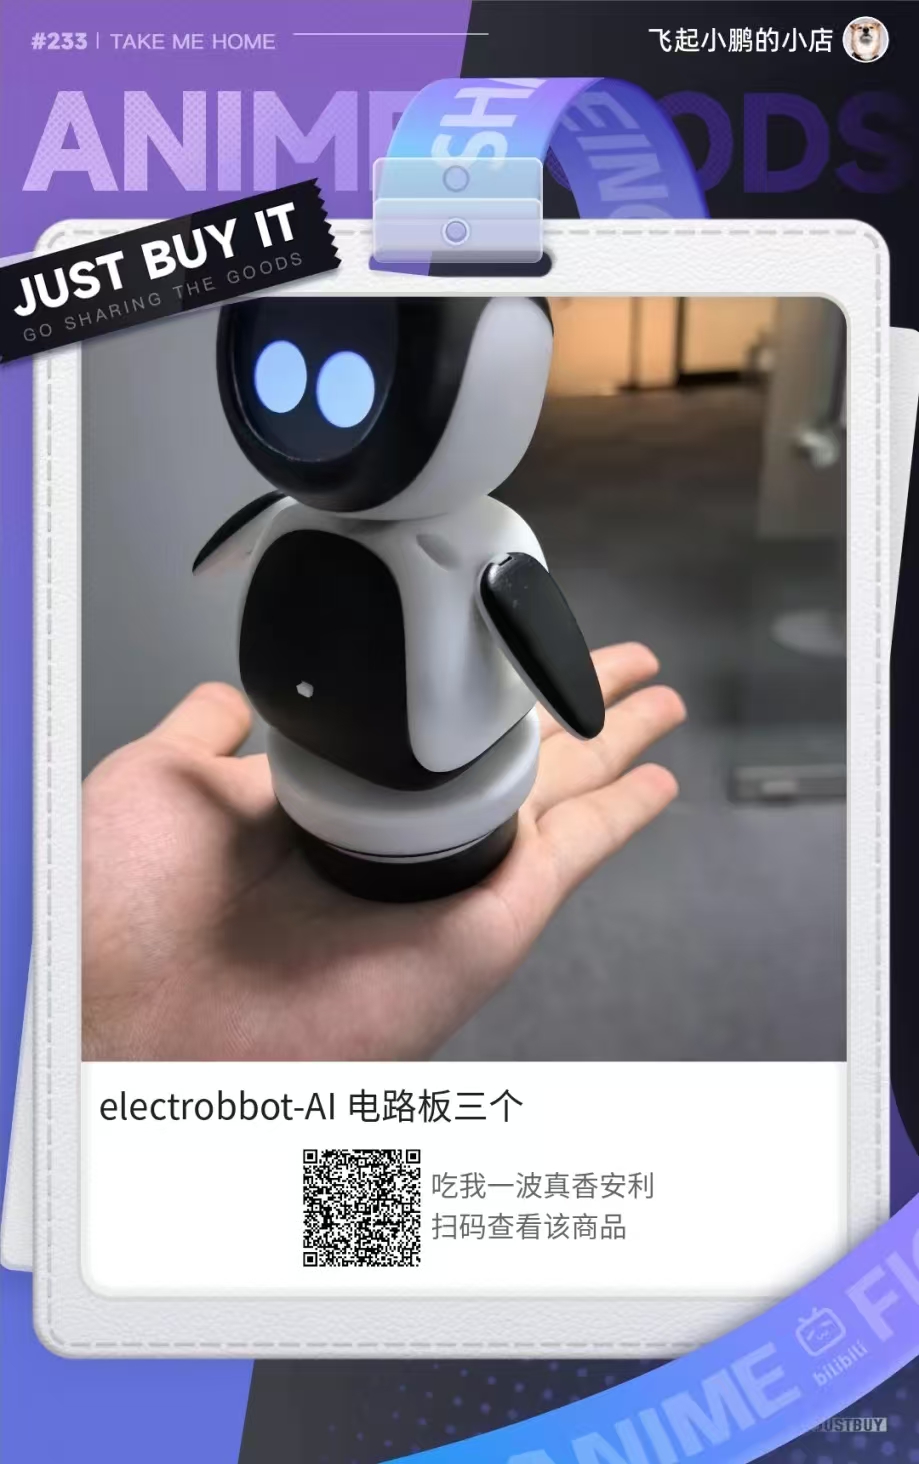 #233 | TAKE ME HOME
飞起小鹏的小店
ANIME GOODS
SHA
EING
JUST BUY IT
GO SHARING THE GOODS
electrobbot-AI 电路板三个
吃我一波真香安利
扫码查看该商品
ANIME
bilibili
FI
JUSTBUY